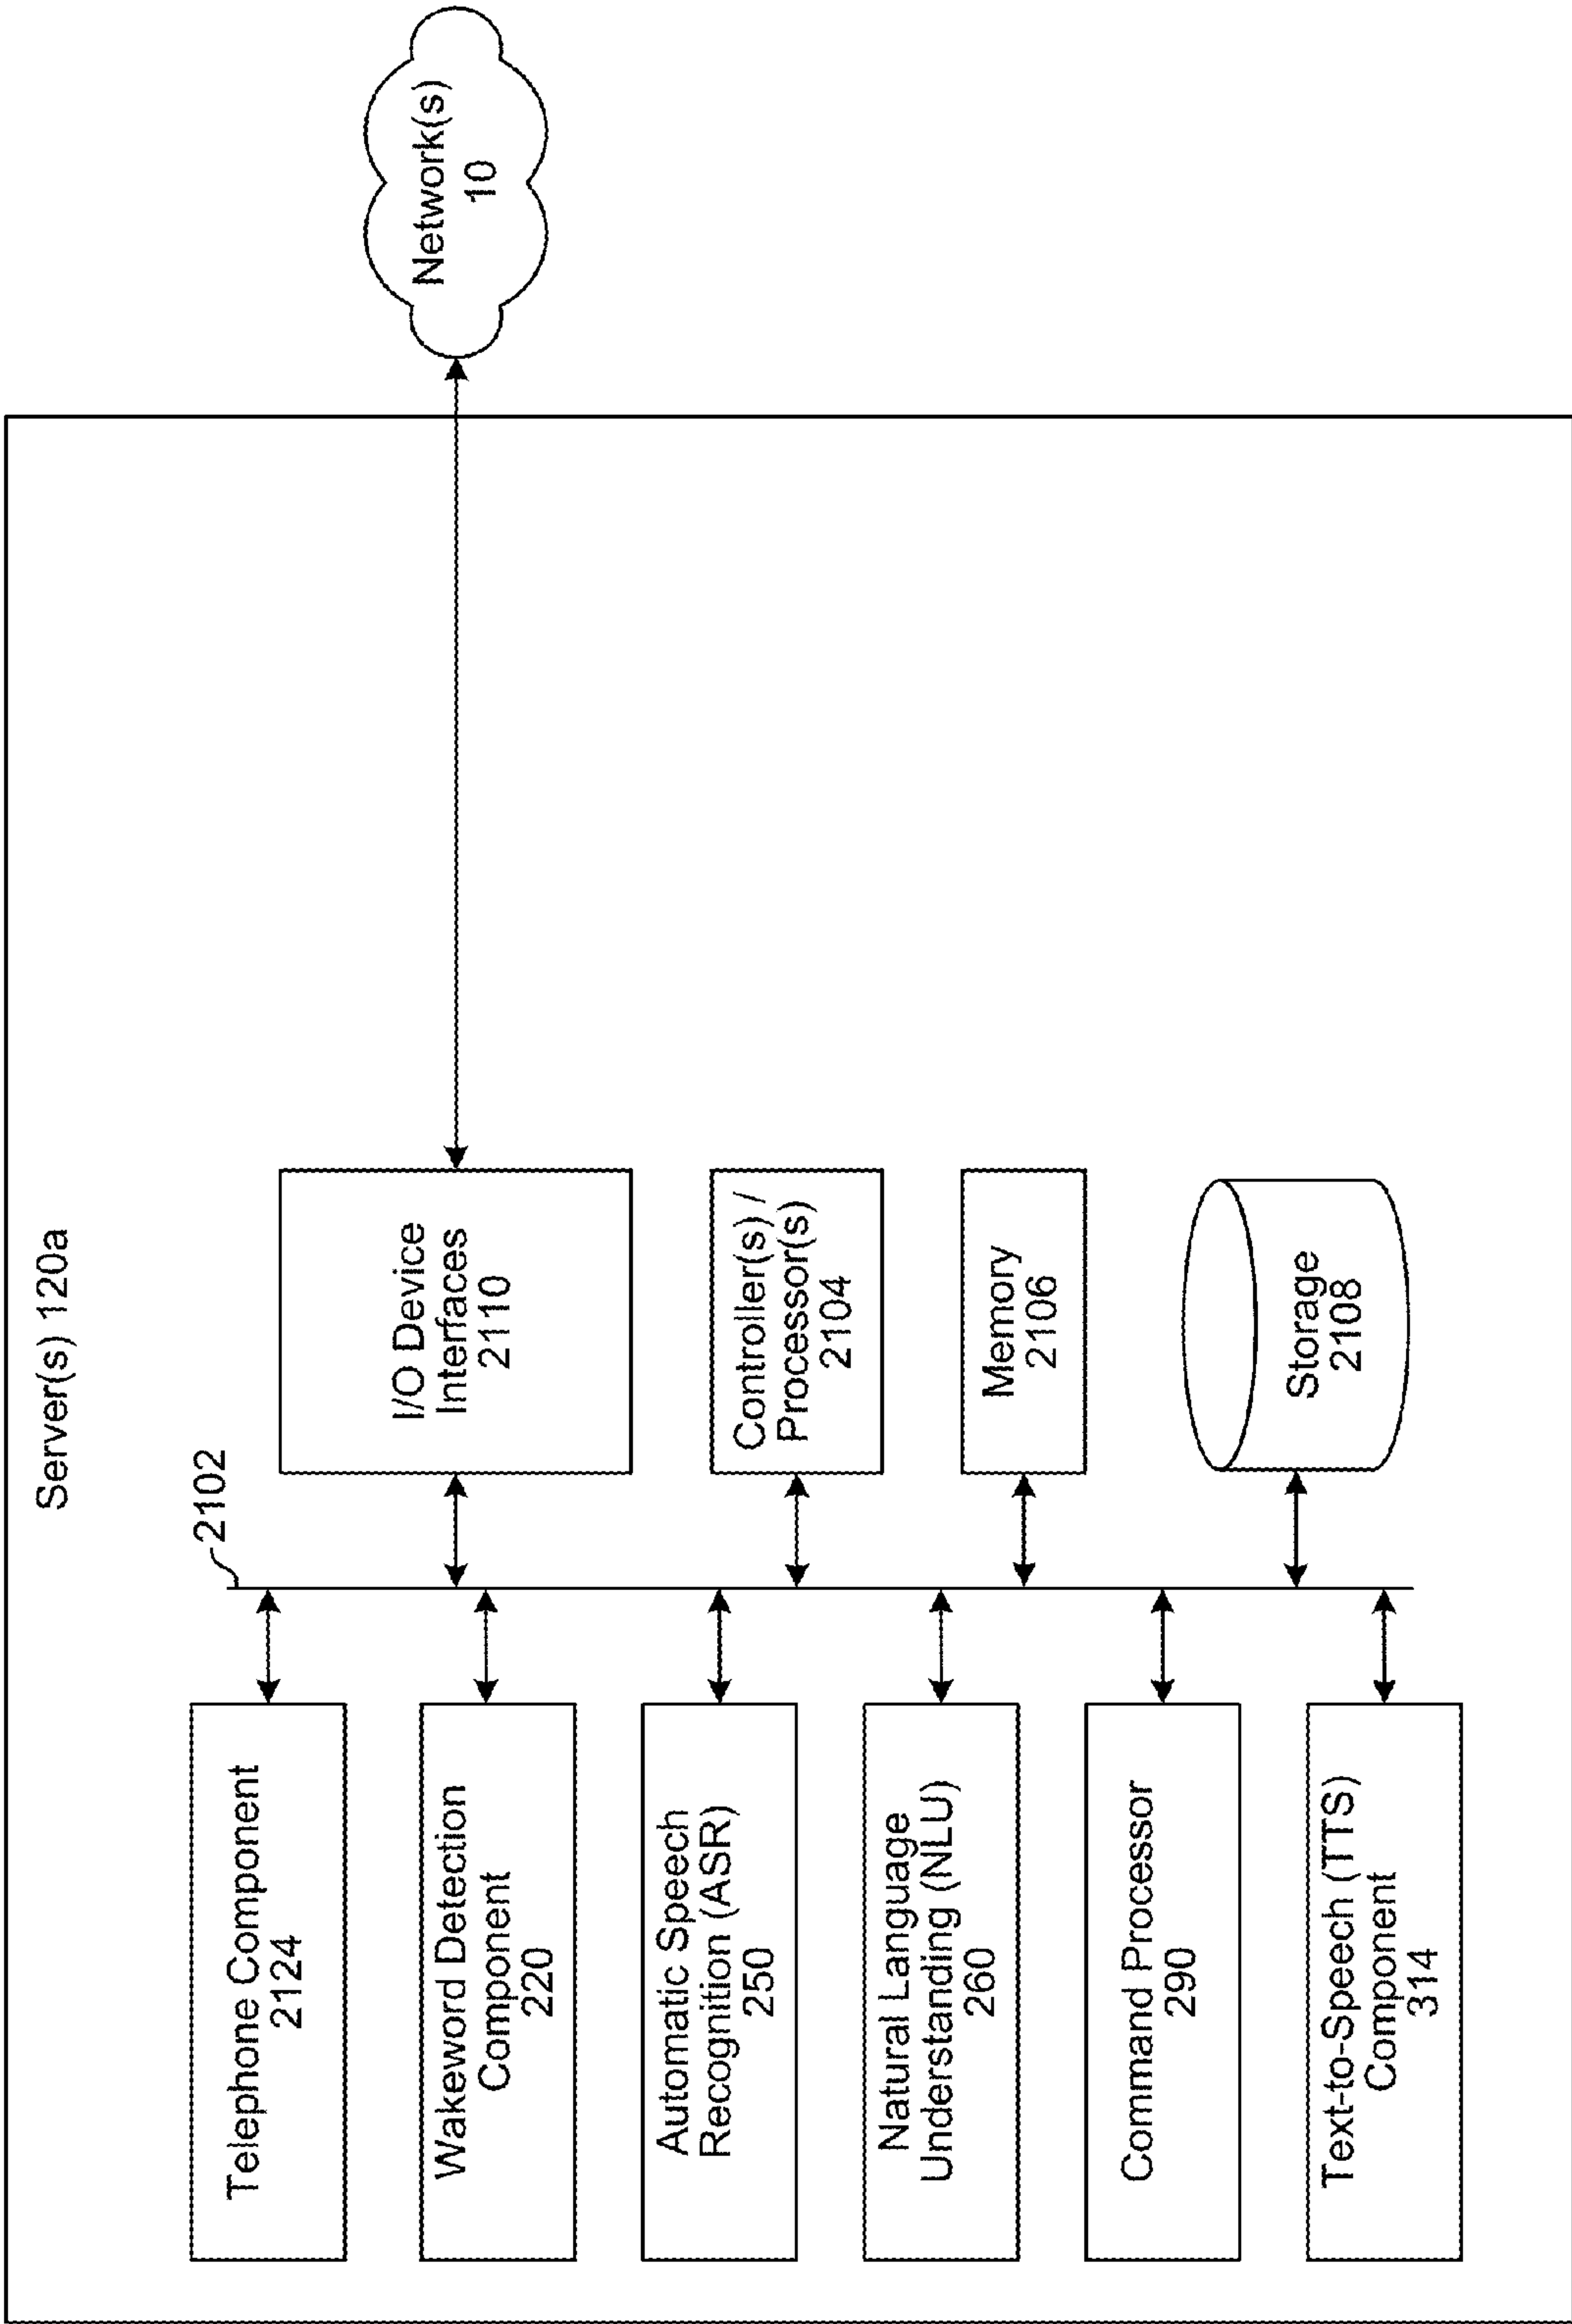 Server(s) 120a
2102
Telephone Component
2124
Wakeword Detection
Component
220
Automatic Speech
Recognition (ASR)
250
Natural Language
Understanding (NLU)
260
Command Processor
290
Text-to-Speech (TTS)
Component
314
I/O Device
Interfaces
2110
Controller(s) /
Processor(s)
2104
Memory
2106
Storage
2108
Network(s)
10